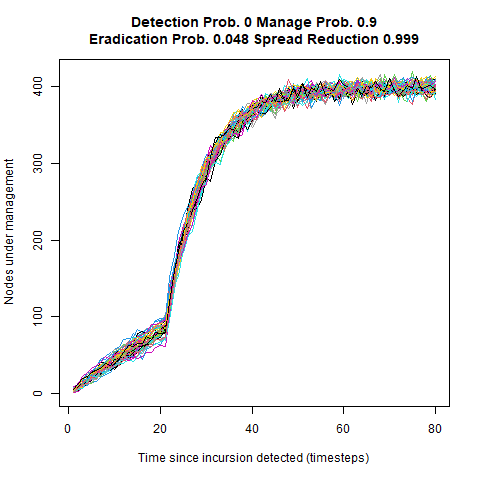 Detection Prob. 0 Manage Prob. 0.9
Eradication Prob. 0.048 Spread Reduction 0.999
Nodes under management
400
300
200
100
0
0 20 40 60 80
Time since incursion detected (timesteps)